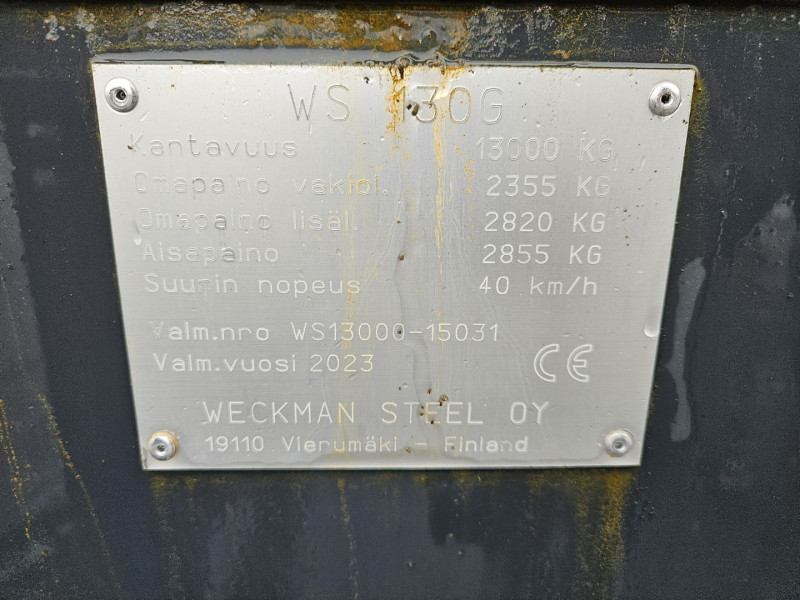 WS 130G
Kantavuus 13000 KG
Omapaino vakiol. 2355 KG
Omapaino lisäl. 2820 KG
Aisapaino 2855 KG
Suurin nopeus 40 km/h
Valm.nro WS13000-15031
Valm.vuosi 2023
CE
WECKMAN STEEL OY
19110 Vierumäki - Finland